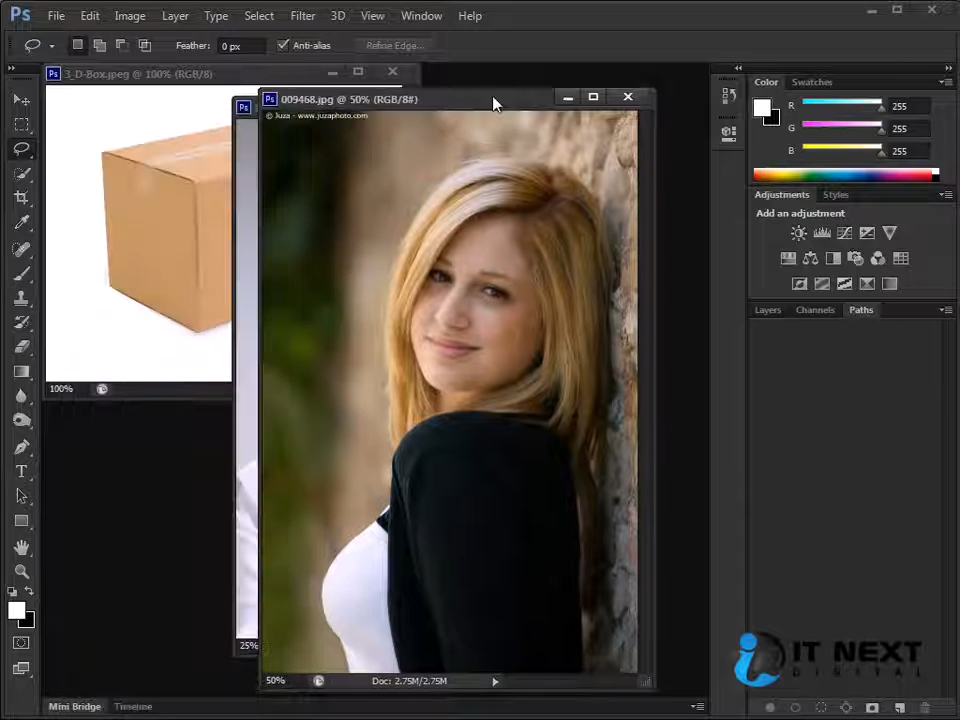 Ps File Edit Image Layer Type Select Filter 3D View Window Help
Feather: 0 px Anti-alias Refine Edge...
Ps 3_D-Box.jpeg @ 100% (RGB/8)
Ps
Ps 009468.jpg @ 50% (RGB/8#)
© Juza - www.juzaphoto.com
Color Swatches
R 255
G 255
B 255
Adjustments Styles
Add an adjustment
Layers Channels Paths
100%
25%
50% Doc: 2.75M/2.75M
T
i IT NEXT
DIGITAL
Mini Bridge Timeline